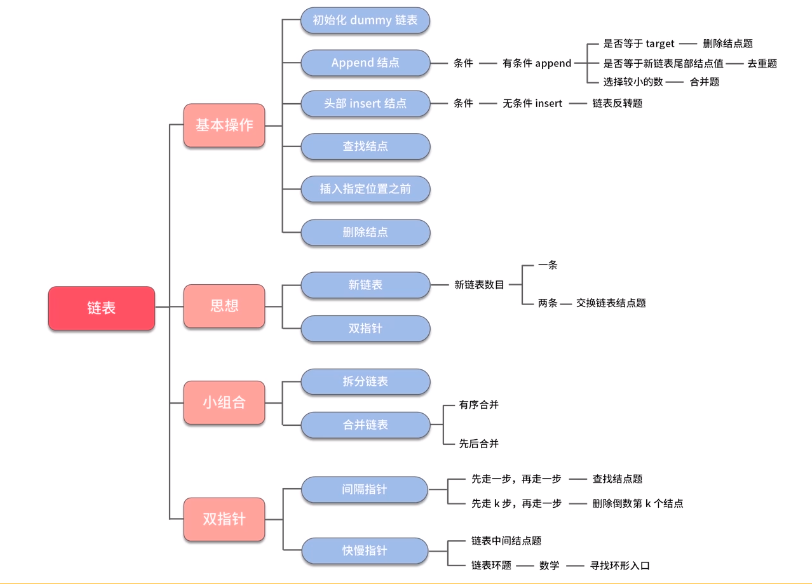 链表
基本操作
初始化 dummy 链表
Append 结点
条件
有条件 append
是否等于 target
删除结点题
是否等于新链表尾部结点值
去重题
选择较小的数
合并题
头部 insert 结点
条件
无条件 insert
链表反转题
查找结点
插入指定位置之前
删除结点
思想
新链表
新链表数目
一条
两条
交换链表结点题
双指针
小组合
拆分链表
合并链表
有序合并
先后合并
双指针
间隔指针
先走一步，再走一步
查找结点题
先走 k 步，再走一步
删除倒数第 k 个结点
快慢指针
链表中间结点题
链表环题
数学
寻找环形入口